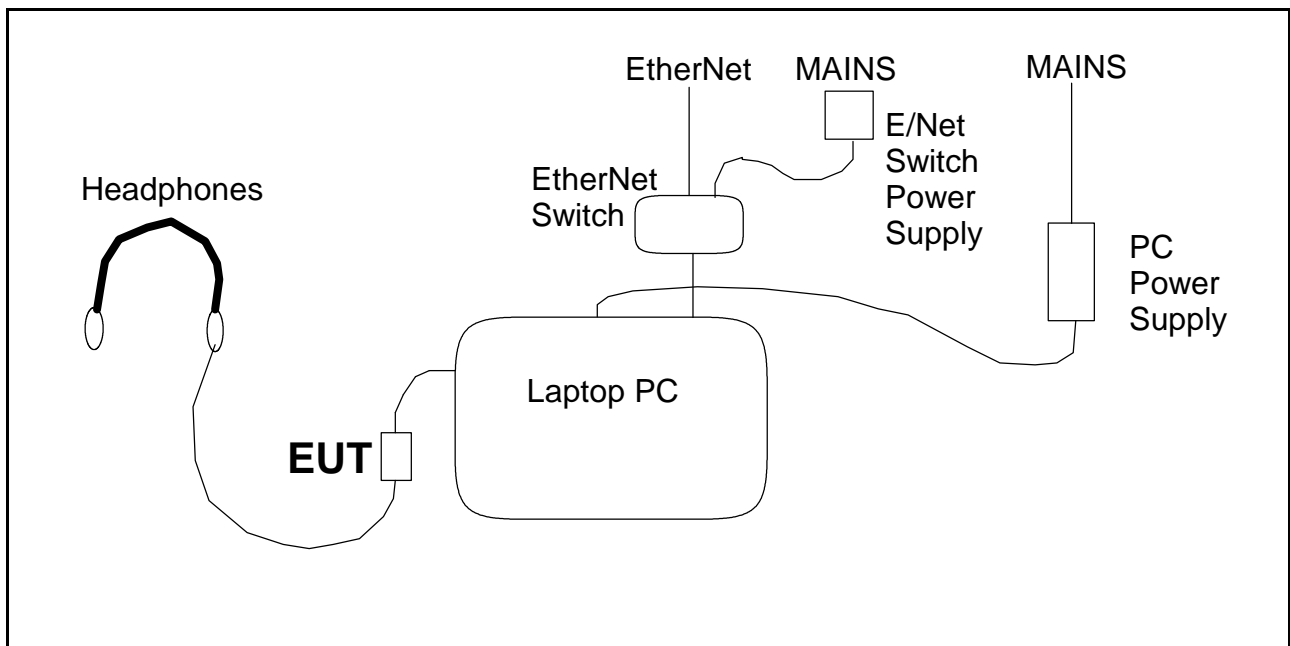 EtherNet
MAINS
MAINS
E/Net
Switch
Power
Supply
EtherNet
Switch
Headphones
PC
Power
Supply
Laptop PC
EUT